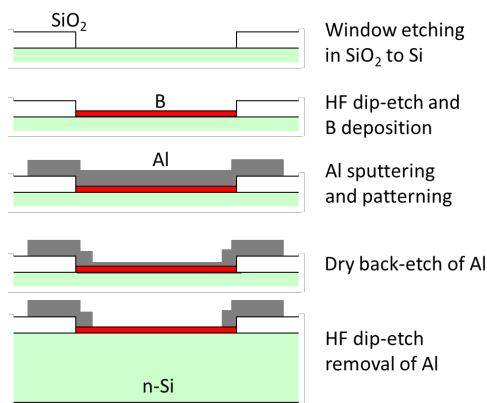 SiO₂
Window etching
in SiO₂ to Si
B
HF dip-etch and
B deposition
Al
Al sputtering
and patterning
Dry back-etch of Al
HF dip-etch
removal of Al
n-Si